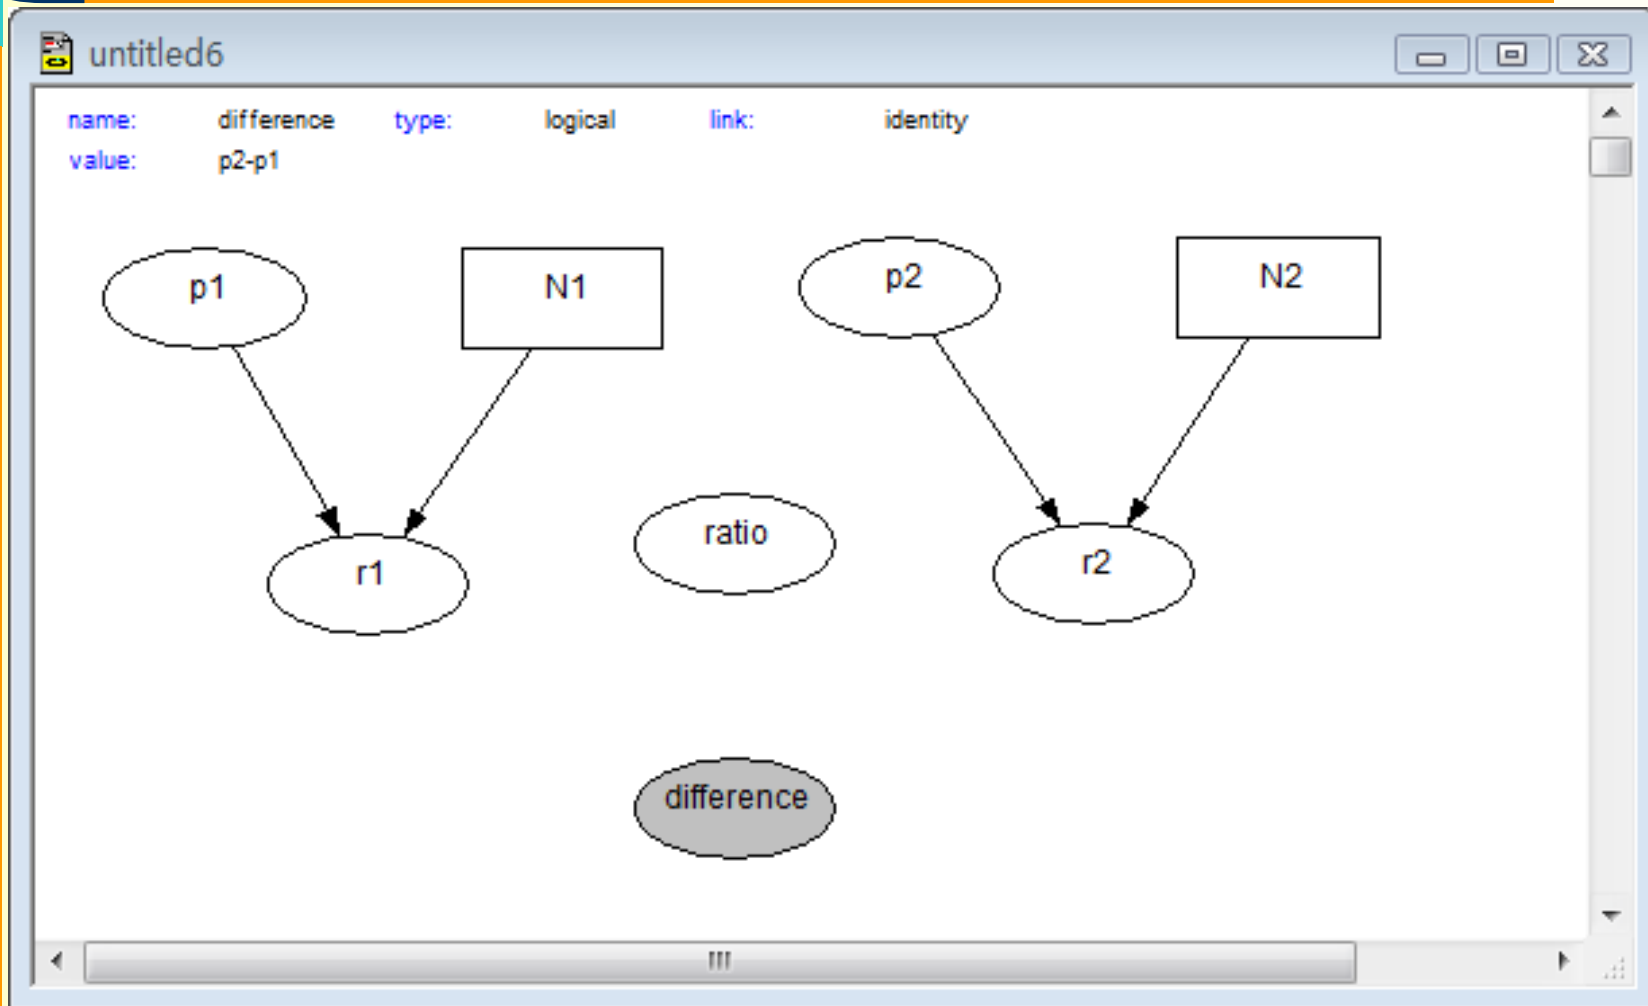 untitled6
name: difference type: logical link: identity
value: p2-p1
p1 N1 p2 N2
r1 ratio r2
difference